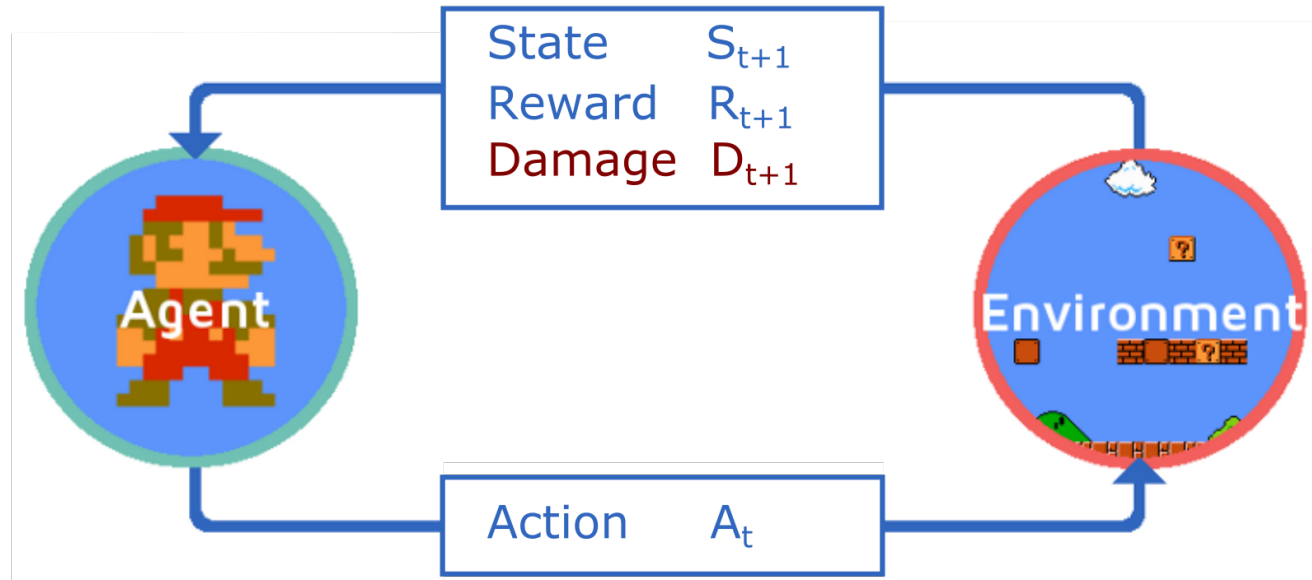 State S_{t+1}
Reward R_{t+1}
Damage D_{t+1}
?
Agent
Environment
?
Action A_t